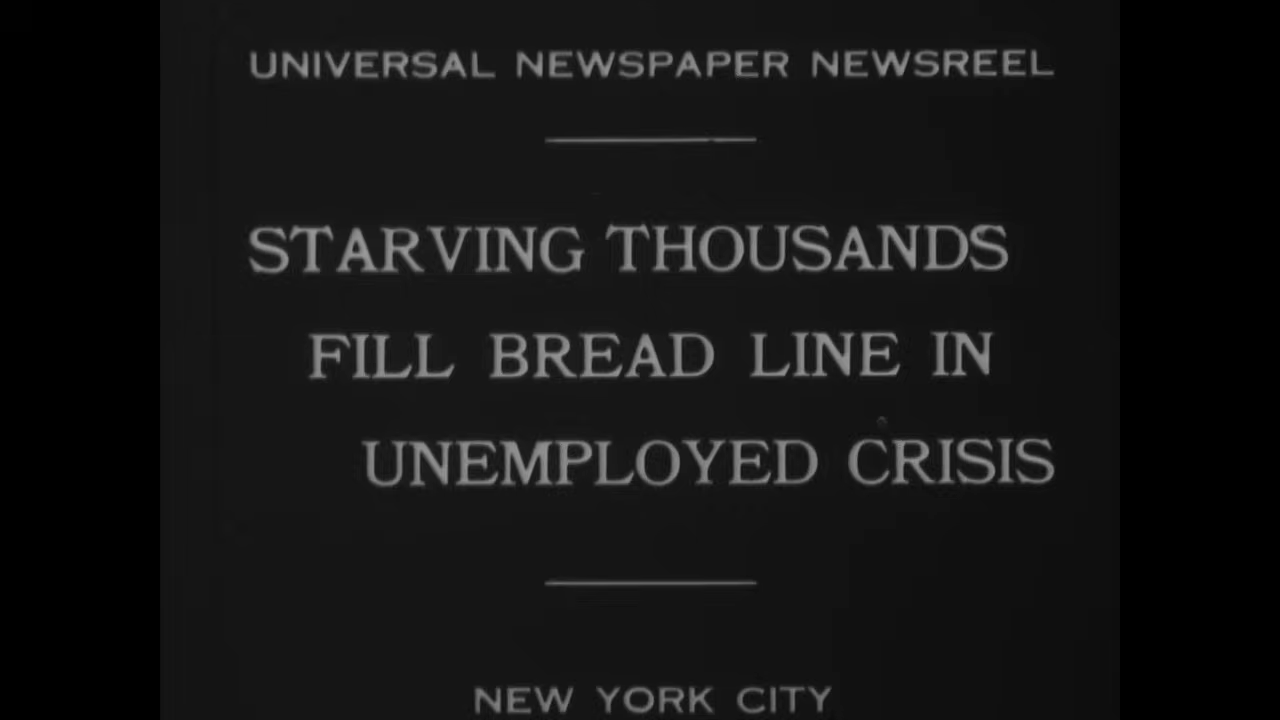 UNIVERSAL NEWSPAPER NEWSREEL
STARVING THOUSANDS
FILL BREAD LINE IN
UNEMPLOYED CRISIS
NEW YORK CITY